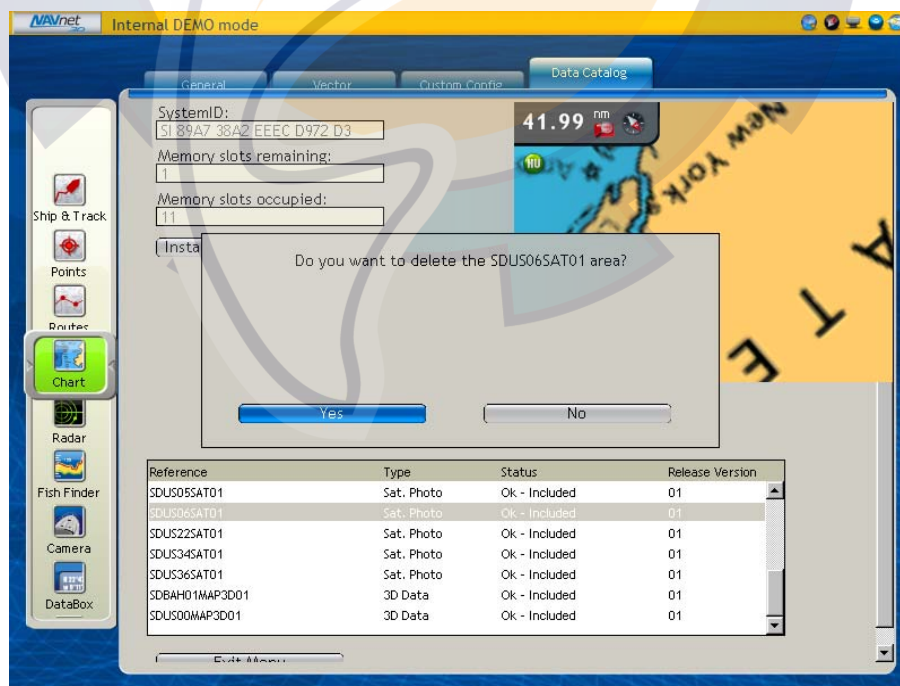 NAVnet 3D Internal DEMO mode
General Vector Custom Config Data Catalog
SystemID:
SI 89A7 38A2 EEEC D972 D3
Memory slots remaining:
1
Memory slots occupied:
11
Insta
41.99 nm
HU
New York
A
T
E
Ship & Track
Points
Routes
Chart
Radar
Fish Finder
Camera
DataBox
Do you want to delete the SDUS06SAT01 area?
Yes No
Reference Type Status Release Version
SDUS05SAT01 Sat. Photo Ok - Included 01
SDUS06SAT01 Sat. Photo Ok - Included 01
SDUS22SAT01 Sat. Photo Ok - Included 01
SDUS34SAT01 Sat. Photo Ok - Included 01
SDUS36SAT01 Sat. Photo Ok - Included 01
SDBAH01MAP3D01 3D Data Ok - Included 01
SDUS00MAP3D01 3D Data Ok - Included 01
Exit Menu